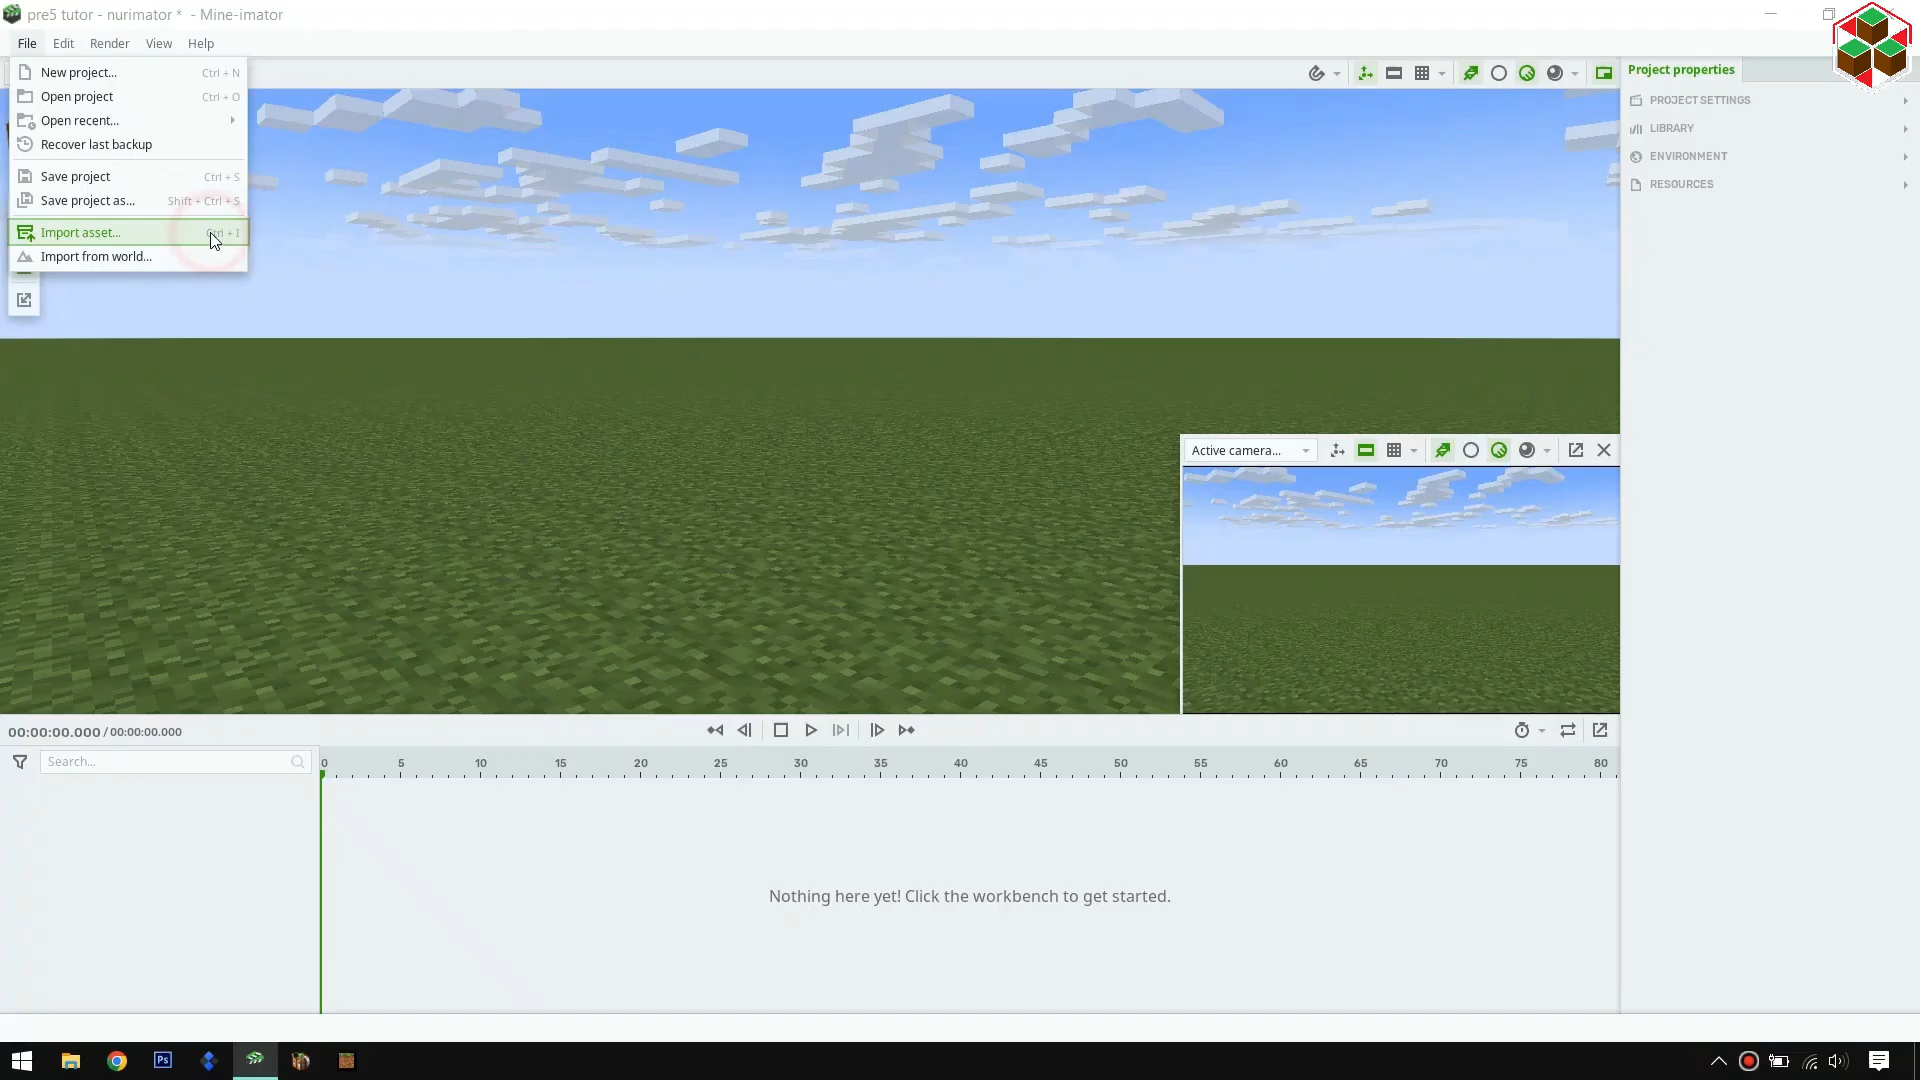 pre5 tutor - nurimator * - Mine-imator
File Edit Render View Help
New project... Ctrl + N
Open project Ctrl + O
Open recent...
Recover last backup
Save project Ctrl + S
Save project as... Shift + Ctrl + S
Import asset... Ctrl + I
Import from world...
Project properties
PROJECT SETTINGS
LIBRARY
ENVIRONMENT
RESOURCES
Active camera...
00:00:00.000 / 00:00:00.000
Search...
0 5 10 15 20 25 30 35 40 45 50 55 60 65 70 75 80
Nothing here yet! Click the workbench to get started.
Ps